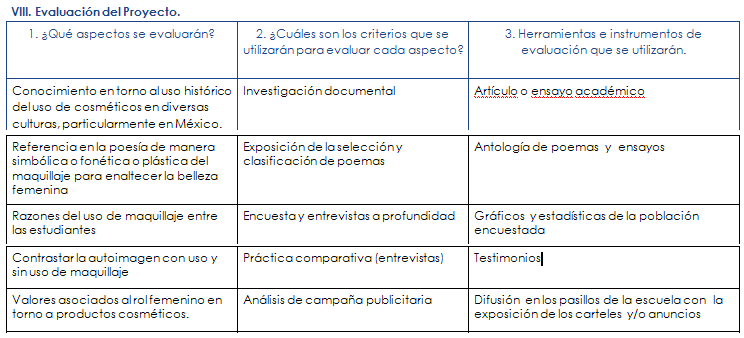 VIII. Evaluación del Proyecto.
1. ¿Qué aspectos se evaluarán?
2. ¿Cuáles son los criterios que se
utilizarán para evaluar cada aspecto?
3. Herramientas e instrumentos de
evaluación que se utilizarán.
Conocimiento en torno al uso histórico
del uso de cosméticos en diversas
culturas, particularmente en México.
Investigación documental
Artículo o ensayo académico
Referencia en la poesía de manera
simbólica o fonética o plástica del
maquillaje para enaltecer la belleza
femenina
Exposición de la selección y
clasificación de poemas
Antología de poemas y ensayos
Razones del uso de maquillaje entre
las estudiantes
Encuesta y entrevistas a profundidad
Gráficos y estadísticas de la población
encuestada
Contrastar la autoimagen con uso y
sin uso de maquillaje
Práctica comparativa (entrevistas)
Testimonios
Valores asociados al rol femenino en
torno a productos cosméticos.
Análisis de campaña publicitaria
Difusión en los pasillos de la escuela con la
exposición de los carteles y/o anuncios